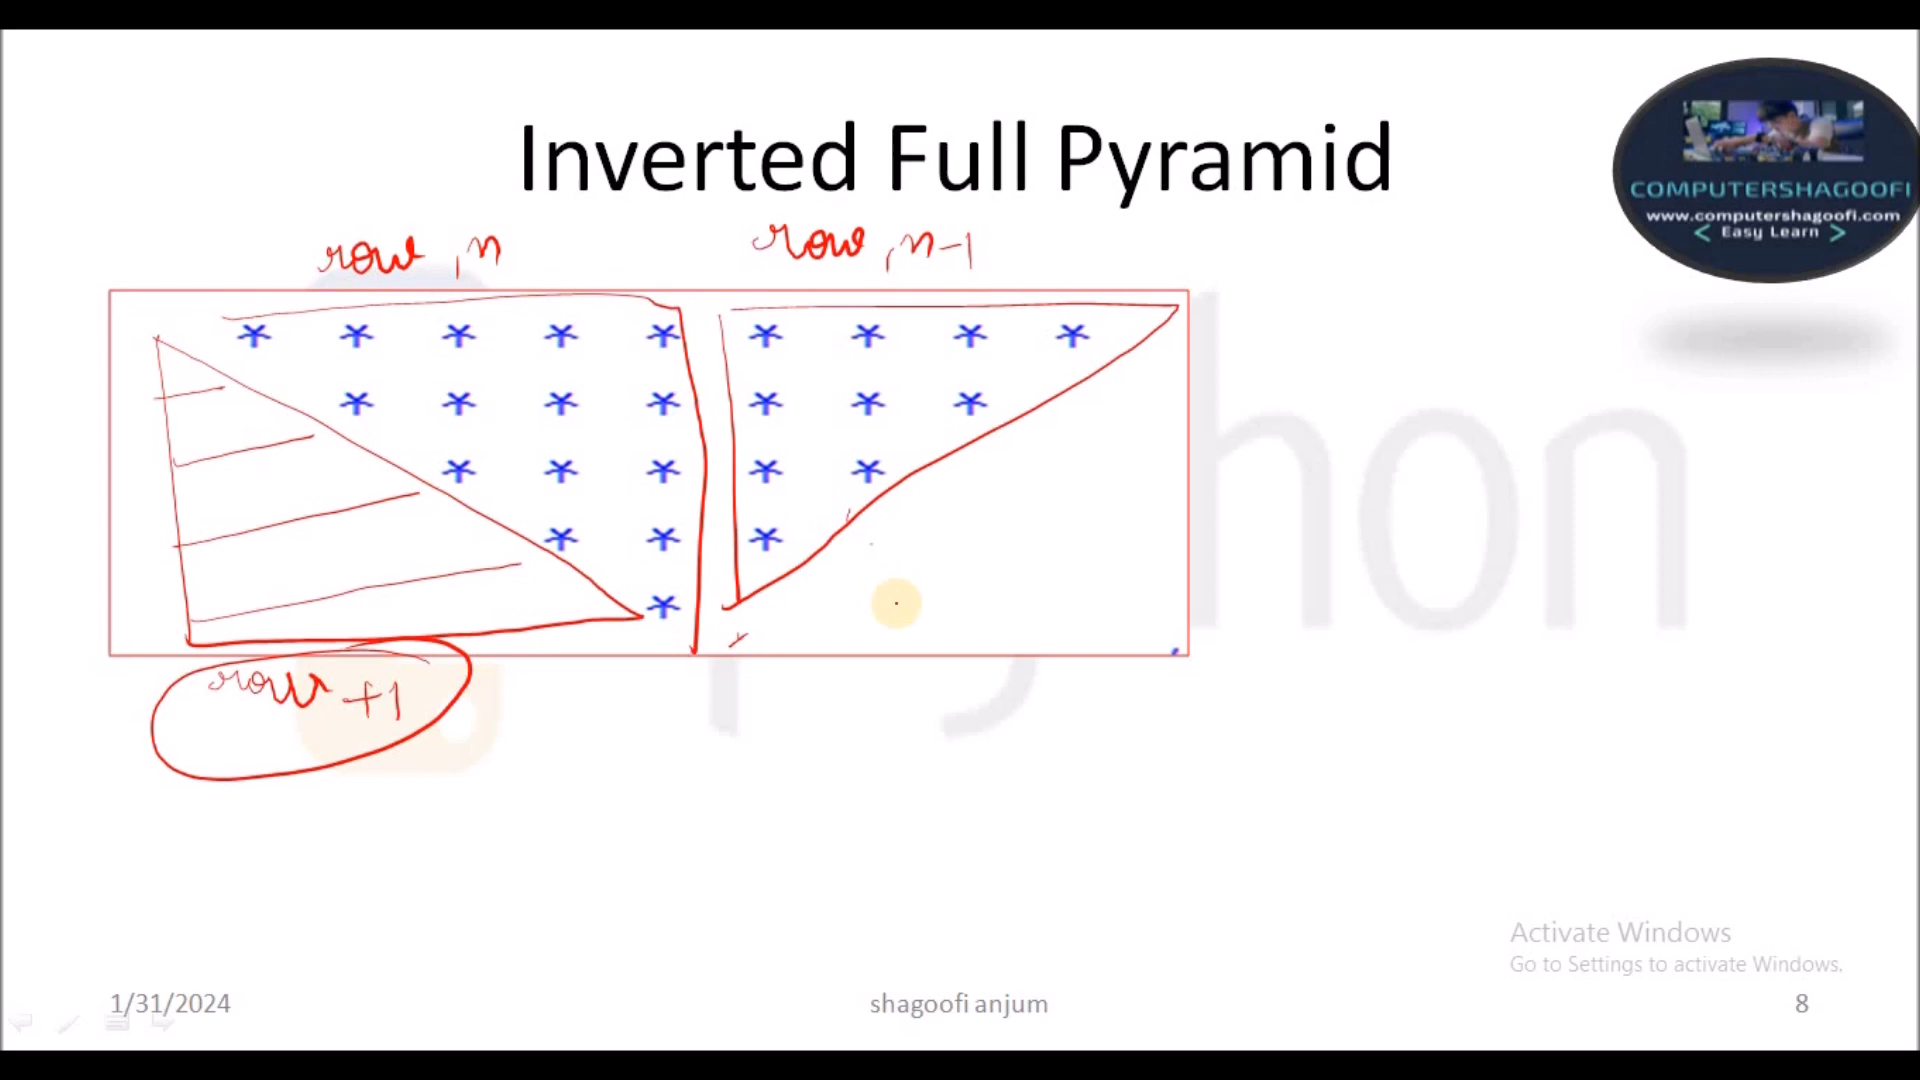 Inverted Full Pyramid
COMPUTERSHAGOOFI
www.computershagoofi.com
< Easy Learn >
row , n
row , n-1
* * * * * * * * *
* * * * * * *
* * * * *
* * *
*
row +1
hon
Activate Windows
Go to Settings to activate Windows.
1/31/2024
shagoofi anjum
8